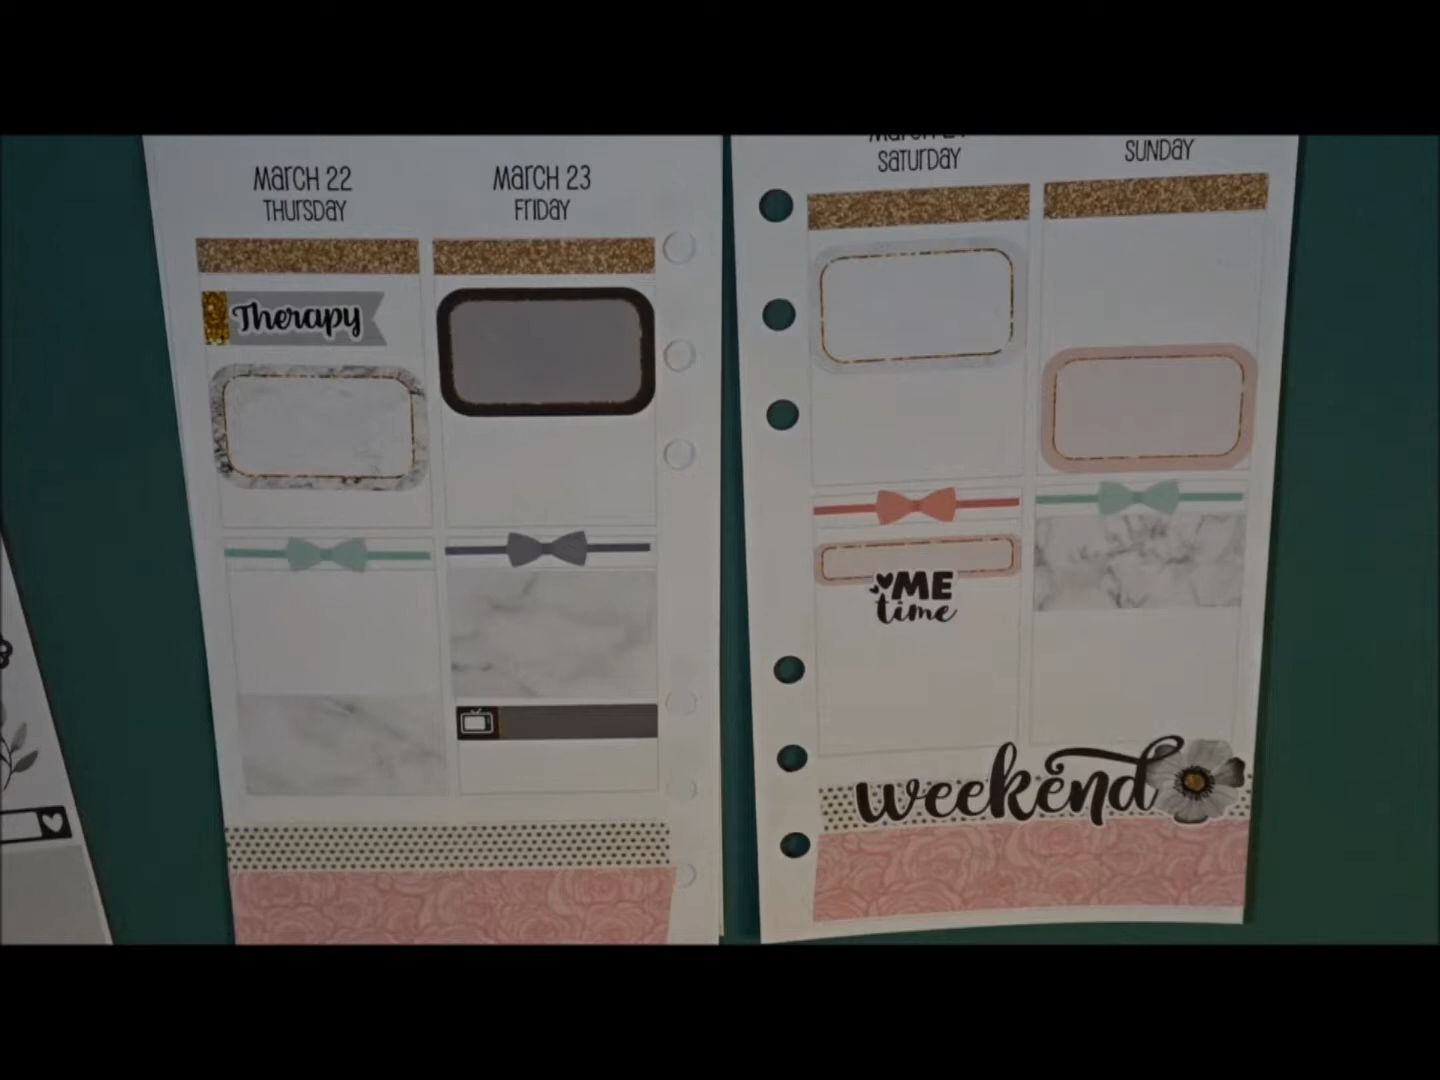 March 22
Thursday
March 23
Friday
Saturday
Sunday
Therapy
ME
time
weekend